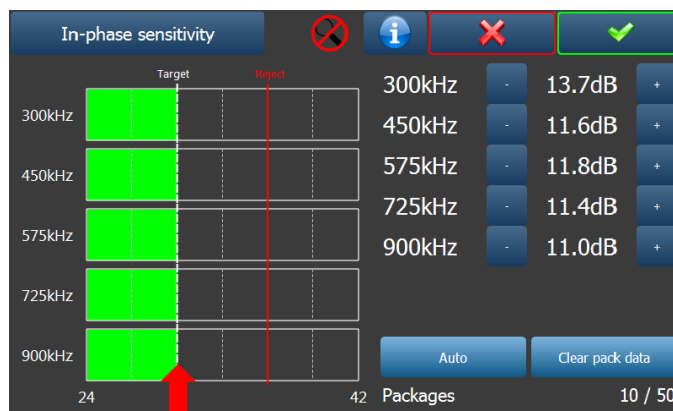 In-phase sensitivity
Target Reject
300kHz
450kHz
575kHz
725kHz
900kHz
24 42
300kHz - 13.7dB +
450kHz - 11.6dB +
575kHz - 11.8dB +
725kHz - 11.4dB +
900kHz - 11.0dB +
Auto Clear pack data
Packages 10 / 50